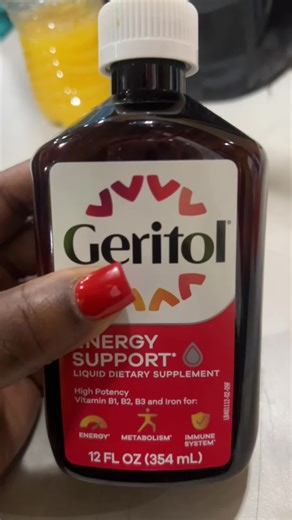 Geritol®
ENERGY
SUPPORT*
LIQUID DIETARY SUPPLEMENT
High Potency
Vitamin B1, B2, B3 and Iron for:
ENERGY* METABOLISM* IMMUNE SYSTEM*
12 FL OZ (354 mL)